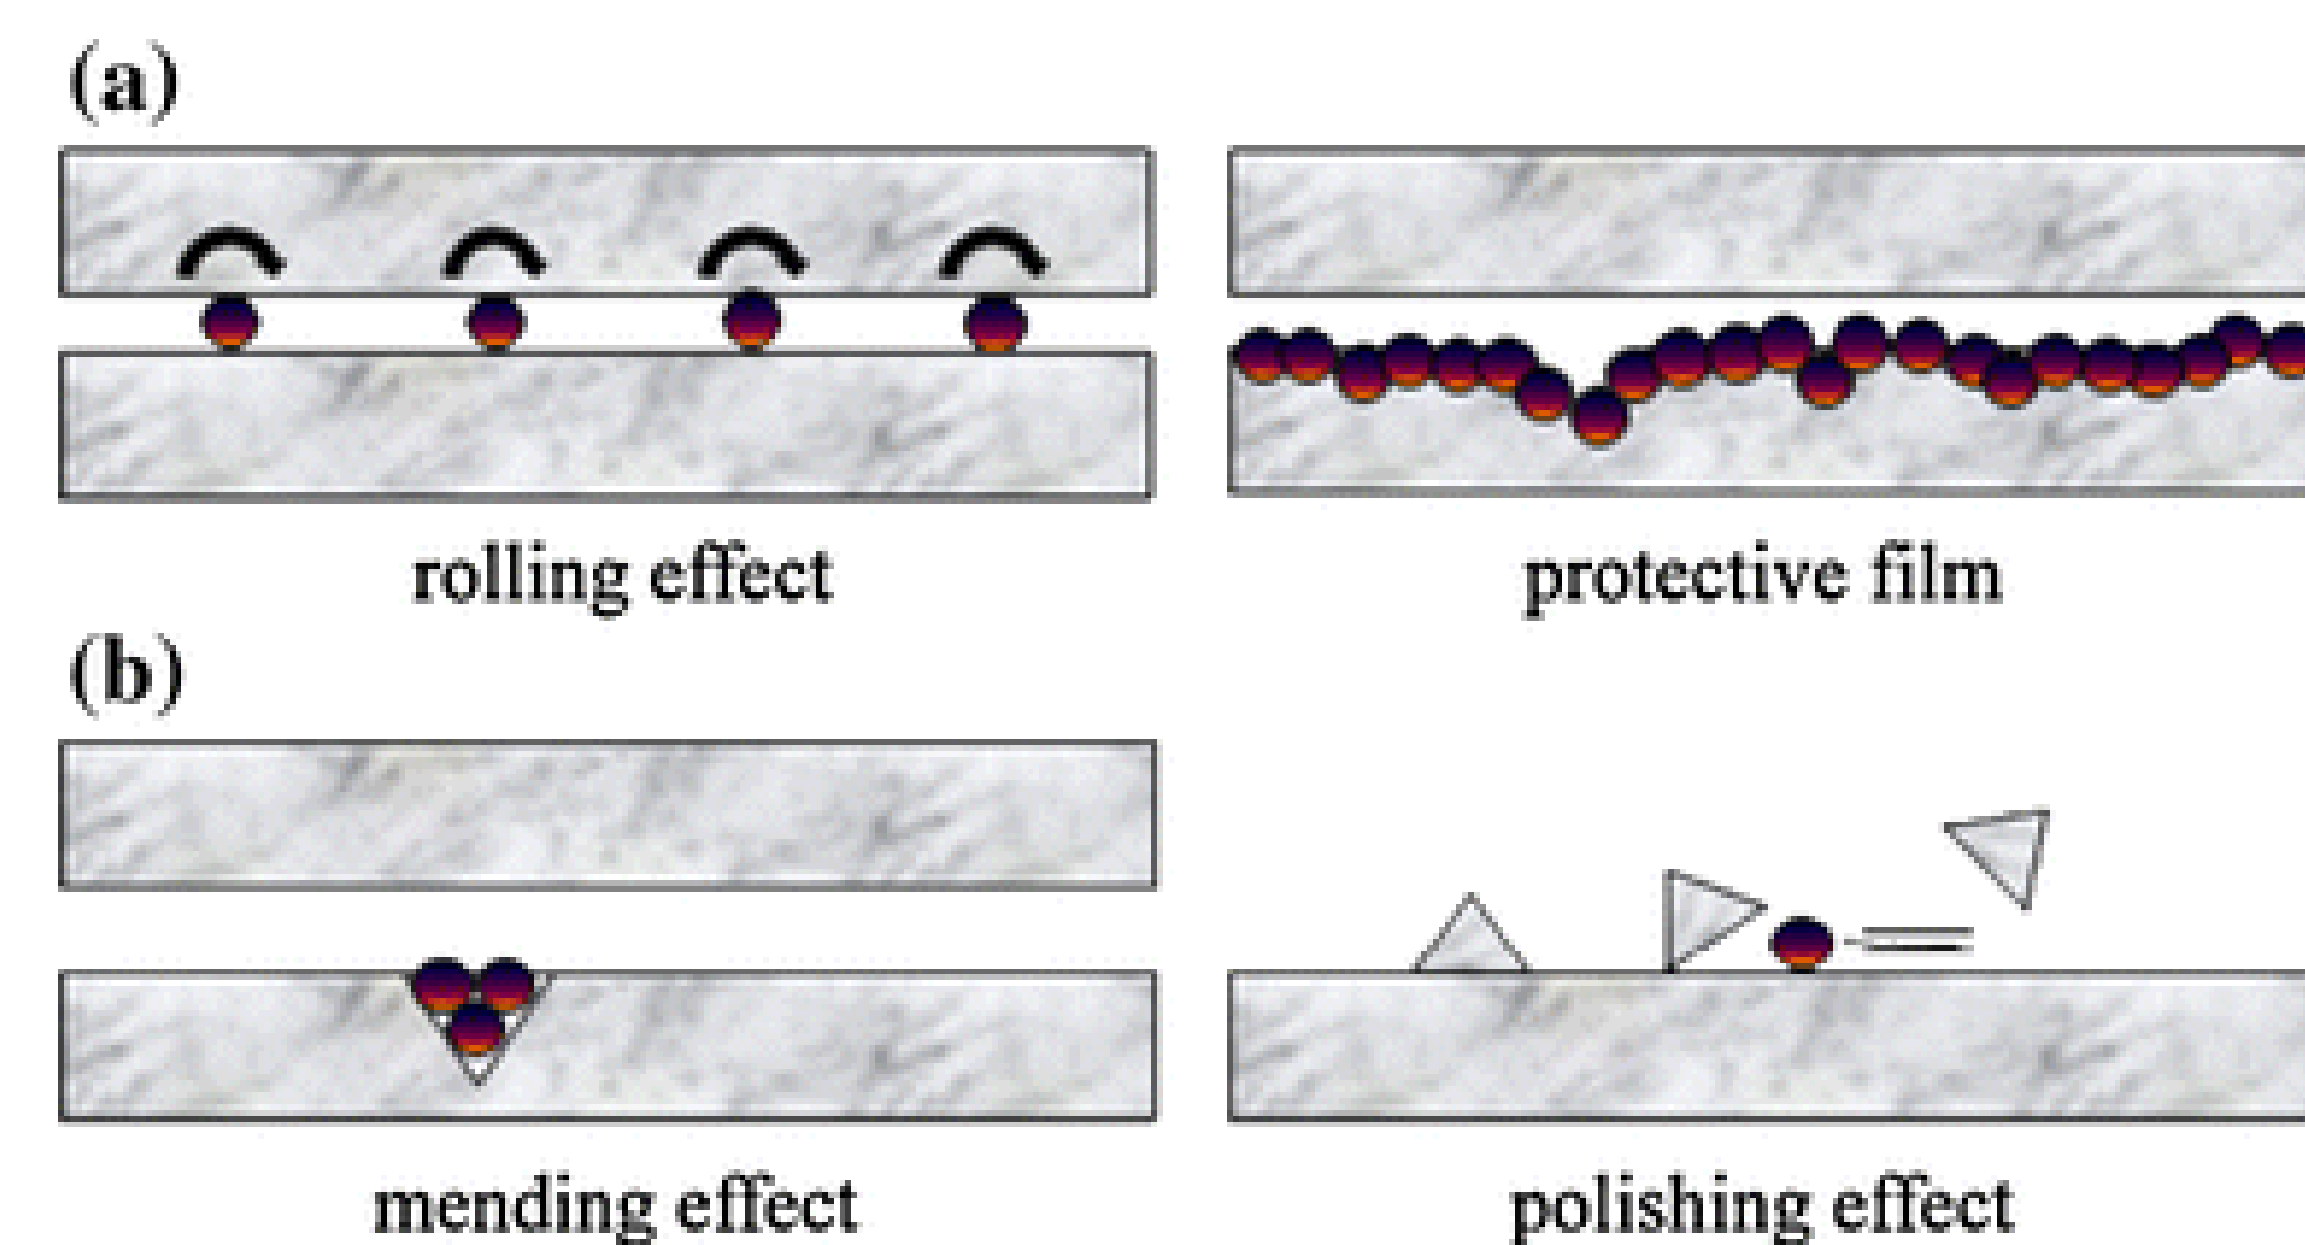 (a)
rolling effect
protective film
(b)
mending effect
polishing effect